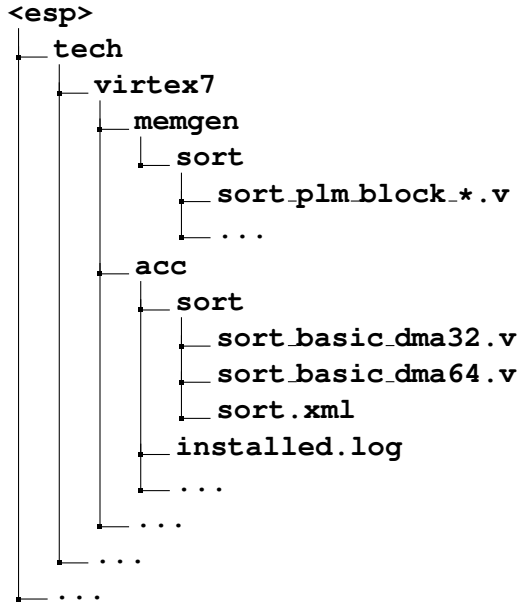 <esp>
tech
virtex7
memgen
sort
sort_plm_block_*.v
...
acc
sort
sort_basic_dma32.v
sort_basic_dma64.v
sort.xml
installed.log
...
...
...
...